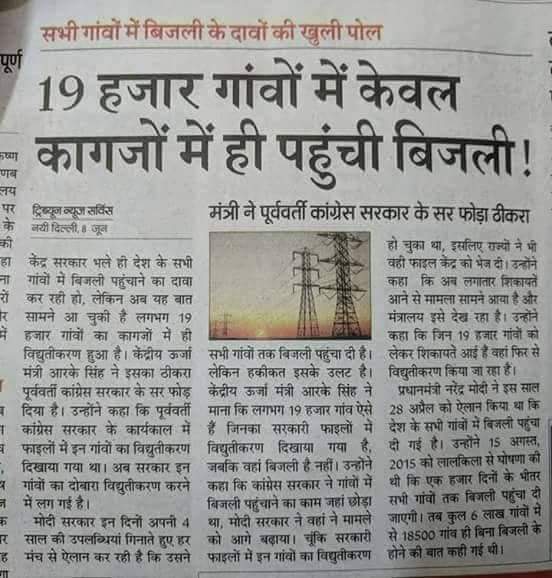 सभी गांवों में बिजली के दावों की खुली पोल
19 हजार गांवों में केवल
कागजों में ही पहुंची बिजली!
मंत्री ने पूर्ववर्ती कांग्रेस सरकार के सर फोड़ा ठीकरा
ट्रिब्यून न्यूज सर्विस
नयी दिल्ली, 8 जून
केंद्र सरकार भले ही देश के सभी
गांवों में बिजली पहुंचाने का दावा
कर रही हो, लेकिन अब यह बात
सामने आ चुकी है लगभग 19
हजार गांवों का कागजों में ही
विद्युतीकरण हुआ है। केंद्रीय ऊर्जा
मंत्री आरके सिंह ने इसका ठीकरा
पूर्ववर्ती कांग्रेस सरकार के सर फोड़
दिया है। उन्होंने कहा कि पूर्ववर्ती
कांग्रेस सरकार के कार्यकाल में
फाइलों में इन गांवों का विद्युतीकरण
दिखाया गया था। अब सरकार इन
गांवों का दोबारा विद्युतीकरण करने
में लग गई है।
मोदी सरकार इन दिनों अपनी 4
साल की उपलब्धियां गिनाते हुए हर
मंच से ऐलान कर रही है कि उसने
सभी गांवों तक बिजली पहुंचा दी है।
लेकिन हकीकत इसके उलट है।
केंद्रीय ऊर्जा मंत्री आरके सिंह ने
माना कि लगभग 19 हजार गांव ऐसे
हैं जिनका सरकारी फाइलों में
विद्युतीकरण दिखाया गया है,
जबकि वहां बिजली है नहीं। उन्होंने
कहा कि कांग्रेस सरकार ने गांवों में
बिजली पहुंचाने का काम जहां छोड़ा
था, मोदी सरकार ने वहां ने मामले
को आगे बढ़ाया। चूंकि सरकारी
फाइलों में इन गांवों का विद्युतीकरण
हो चुका था, इसलिए राज्यों ने भी
वही फाइल केंद्र को भेज दी। उन्होंने
कहा कि अब लगातार शिकायतें
आने से मामला सामने आया है और
मंत्रालय इसे देख रहा है। उन्होंने
कहा कि जिन 19 हजार गांवों को
लेकर शिकायतें आई हैं वहां फिर से
विद्युतीकरण किया जा रहा है।
प्रधानमंत्री नरेंद्र मोदी ने इस साल
28 अप्रैल को ऐलान किया था कि
देश के सभी गांवों में बिजली पहुंचा
दी गई है। उन्होंने 15 अगस्त,
2015 को लालकिला से घोषणा की
थी कि एक हजार दिनों के भीतर
सभी गांवों तक बिजली पहुंचा दी
जाएगी। तब कुल 6 लाख गांवों में
से 18500 गांव ही बिना बिजली के
होने की बात कही गई थी।